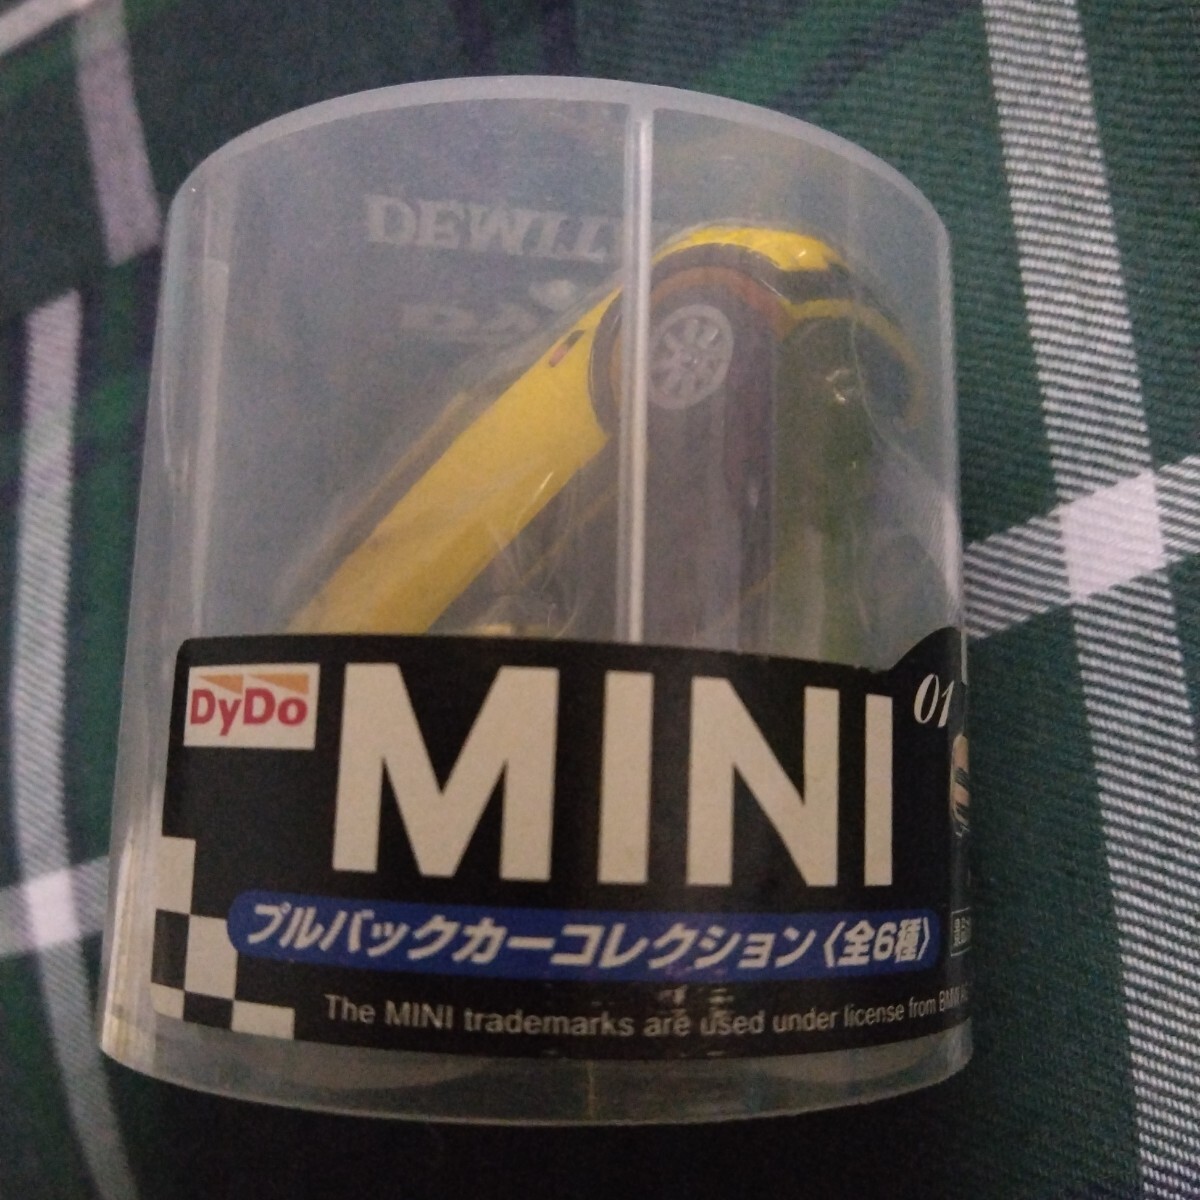 DyDo
MINI
01
プルバックカーコレクション〈全6種〉
The MINI trademarks are used under license from BMW AG